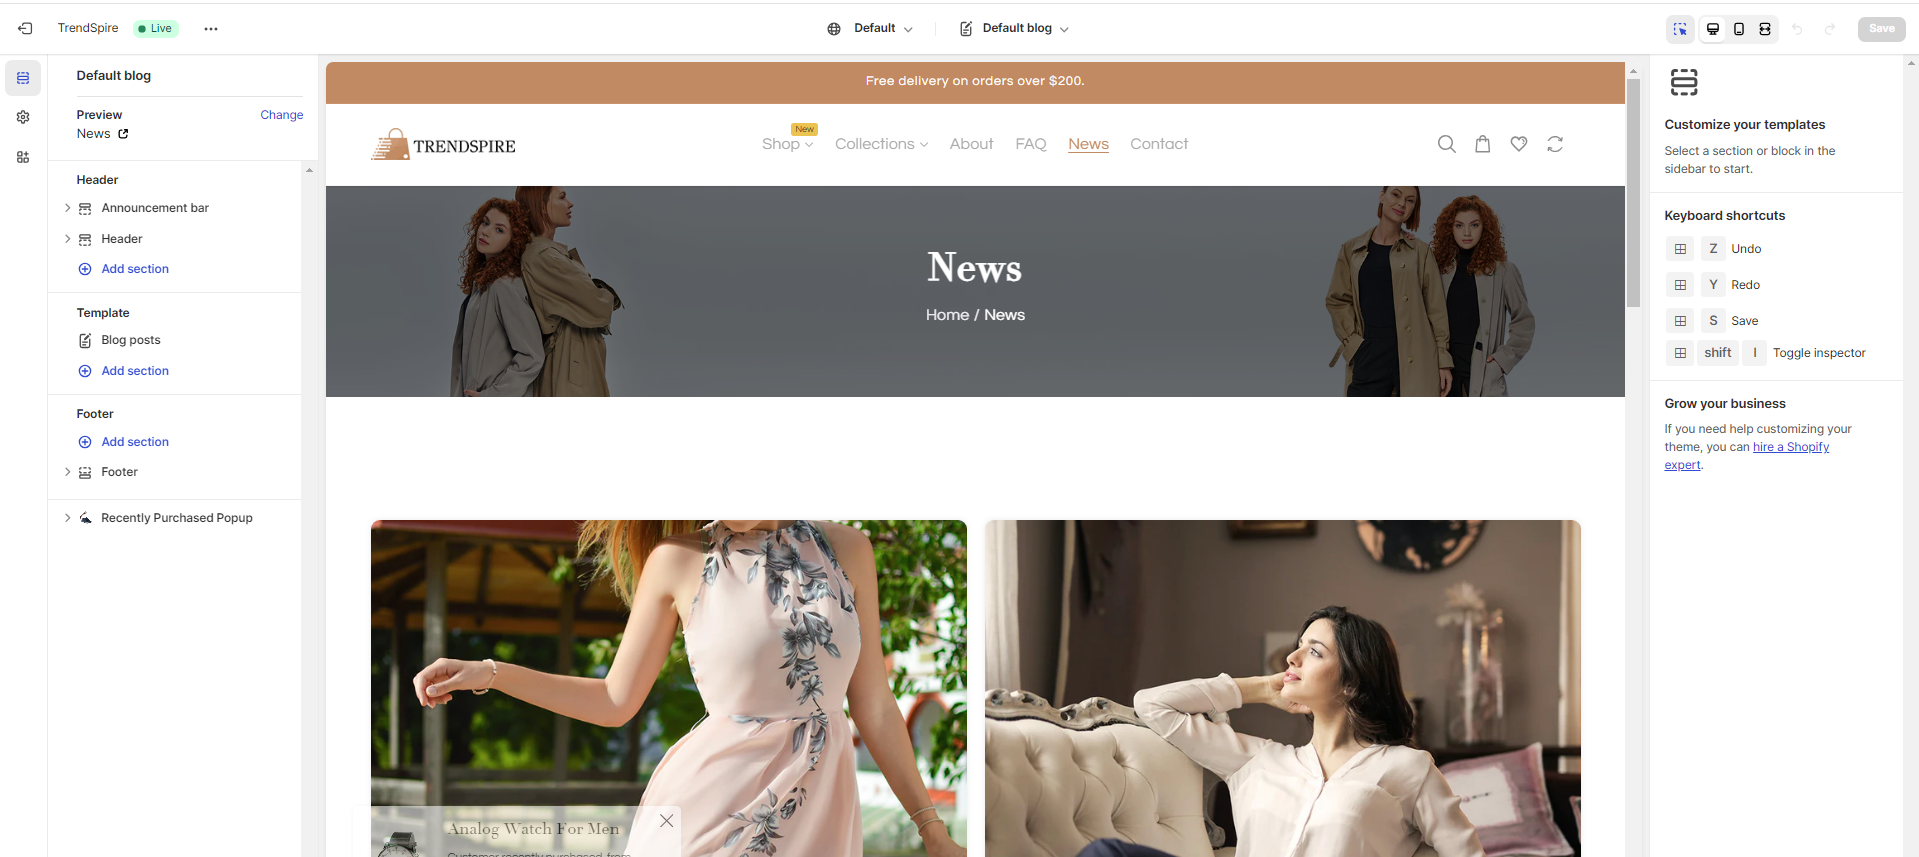 TrendSpire
Live
Default
Default blog
Save
Default blog
Preview
Change
News
Header
Announcement bar
Header
Add section
Template
Blog posts
Add section
Footer
Add section
Footer
Recently Purchased Popup
Free delivery on orders over $200.
TRENDSPIRE
New
Shop
Collections
About
FAQ
News
Contact
News
Home / News
Analog Watch For Men
Customer recently purchased, from
Customize your templates
Select a section or block in the
sidebar to start.
Keyboard shortcuts
Z Undo
Y Redo
S Save
shift I Toggle inspector
Grow your business
If you need help customizing your
theme, you can hire a Shopify
expert.